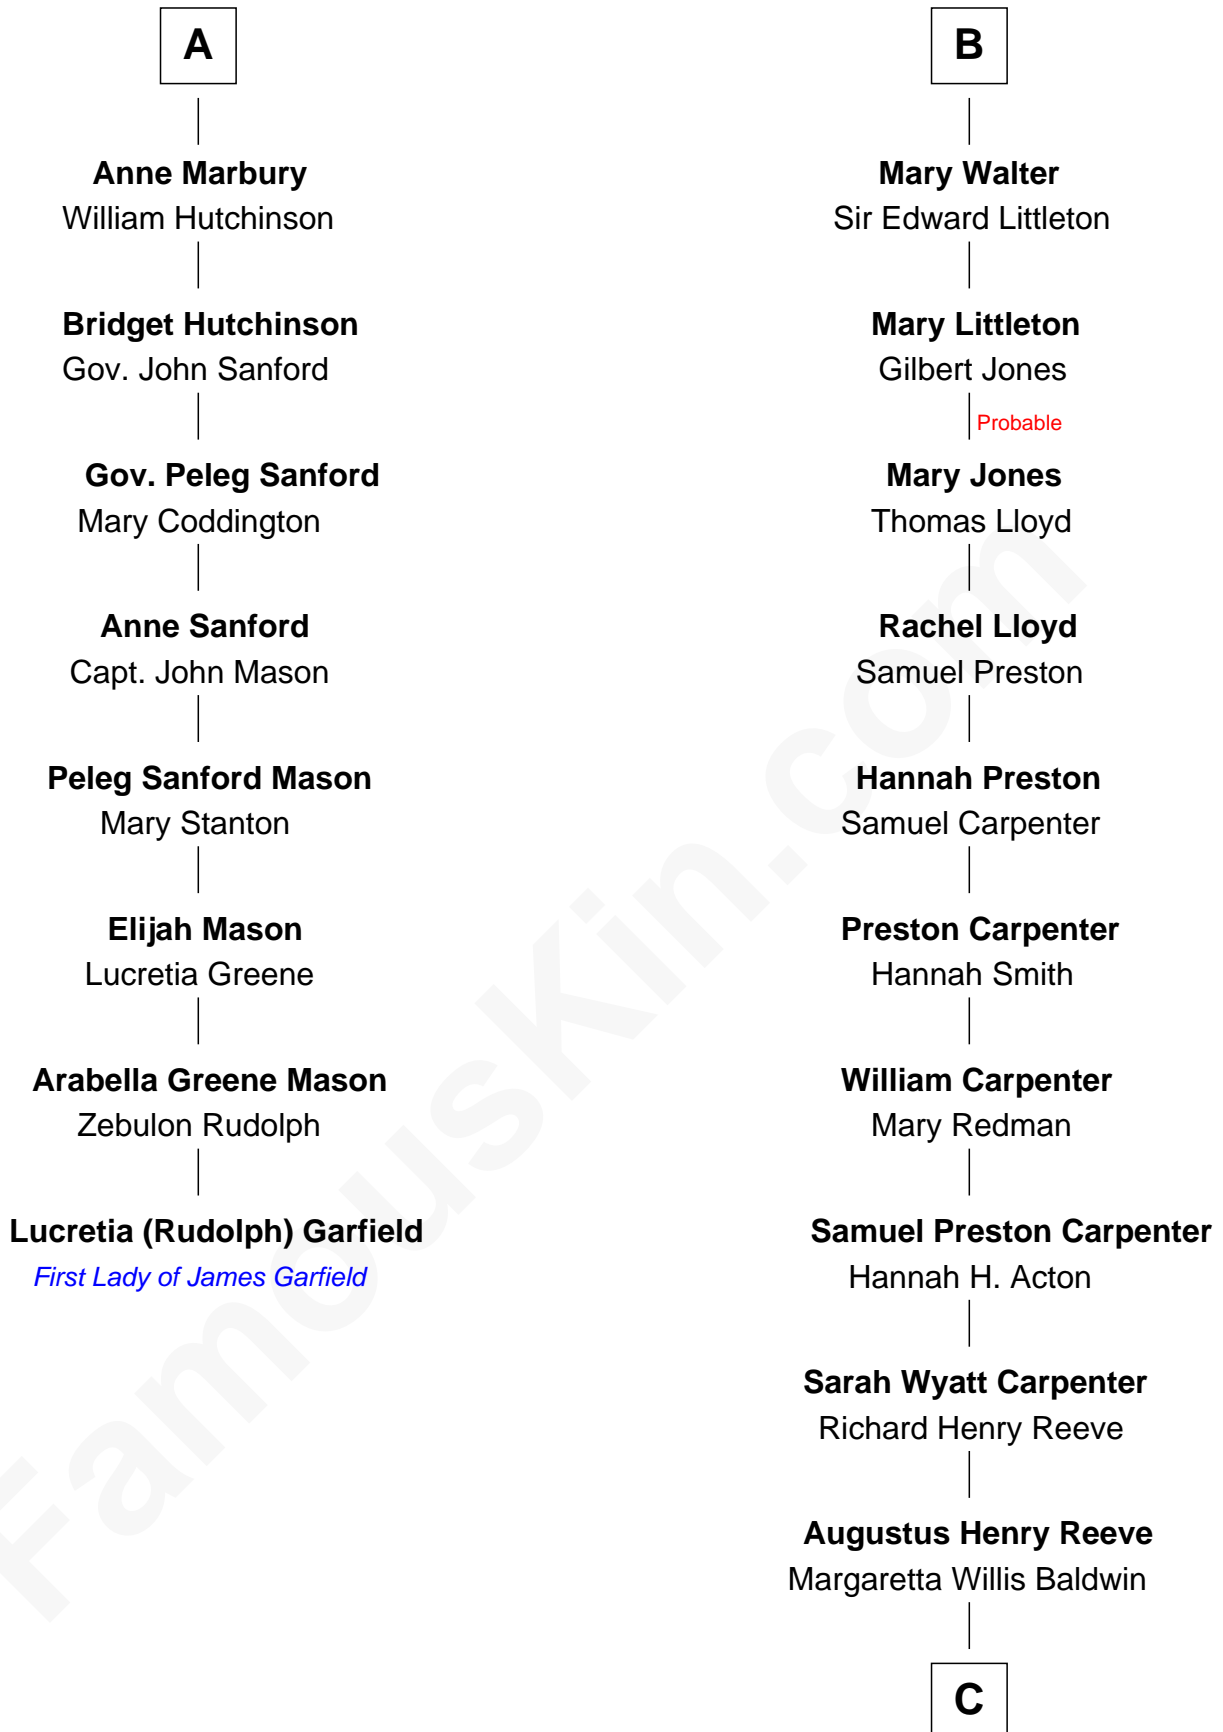 A
Anne Marbury
William Hutchinson
Bridget Hutchinson
Gov. John Sanford
Gov. Peleg Sanford
Mary Coddington
Anne Sanford
Capt. John Mason
Peleg Sanford Mason
Mary Stanton
Elijah Mason
Lucretia Greene
Arabella Greene Mason
Zebulon Rudolph
Lucretia (Rudolph) Garfield
First Lady of James Garfield
B
Mary Walter
Sir Edward Littleton
Mary Littleton
Gilbert Jones
Probable
Mary Jones
Thomas Lloyd
Rachel Lloyd
Samuel Preston
Hannah Preston
Samuel Carpenter
Preston Carpenter
Hannah Smith
William Carpenter
Mary Redman
Samuel Preston Carpenter
Hannah H. Acton
Sarah Wyatt Carpenter
Richard Henry Reeve
Augustus Henry Reeve
Margaretta Willis Baldwin
C
FamousKin.com